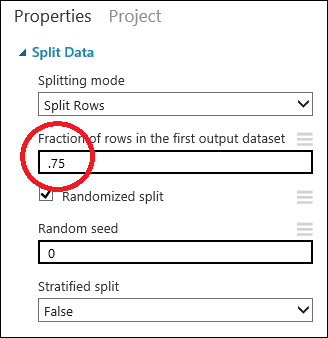 Properties Project
Split Data
Splitting mode
Split Rows
Fraction of rows in the first output dataset
.75
Randomized split
Random seed
0
Stratified split
False